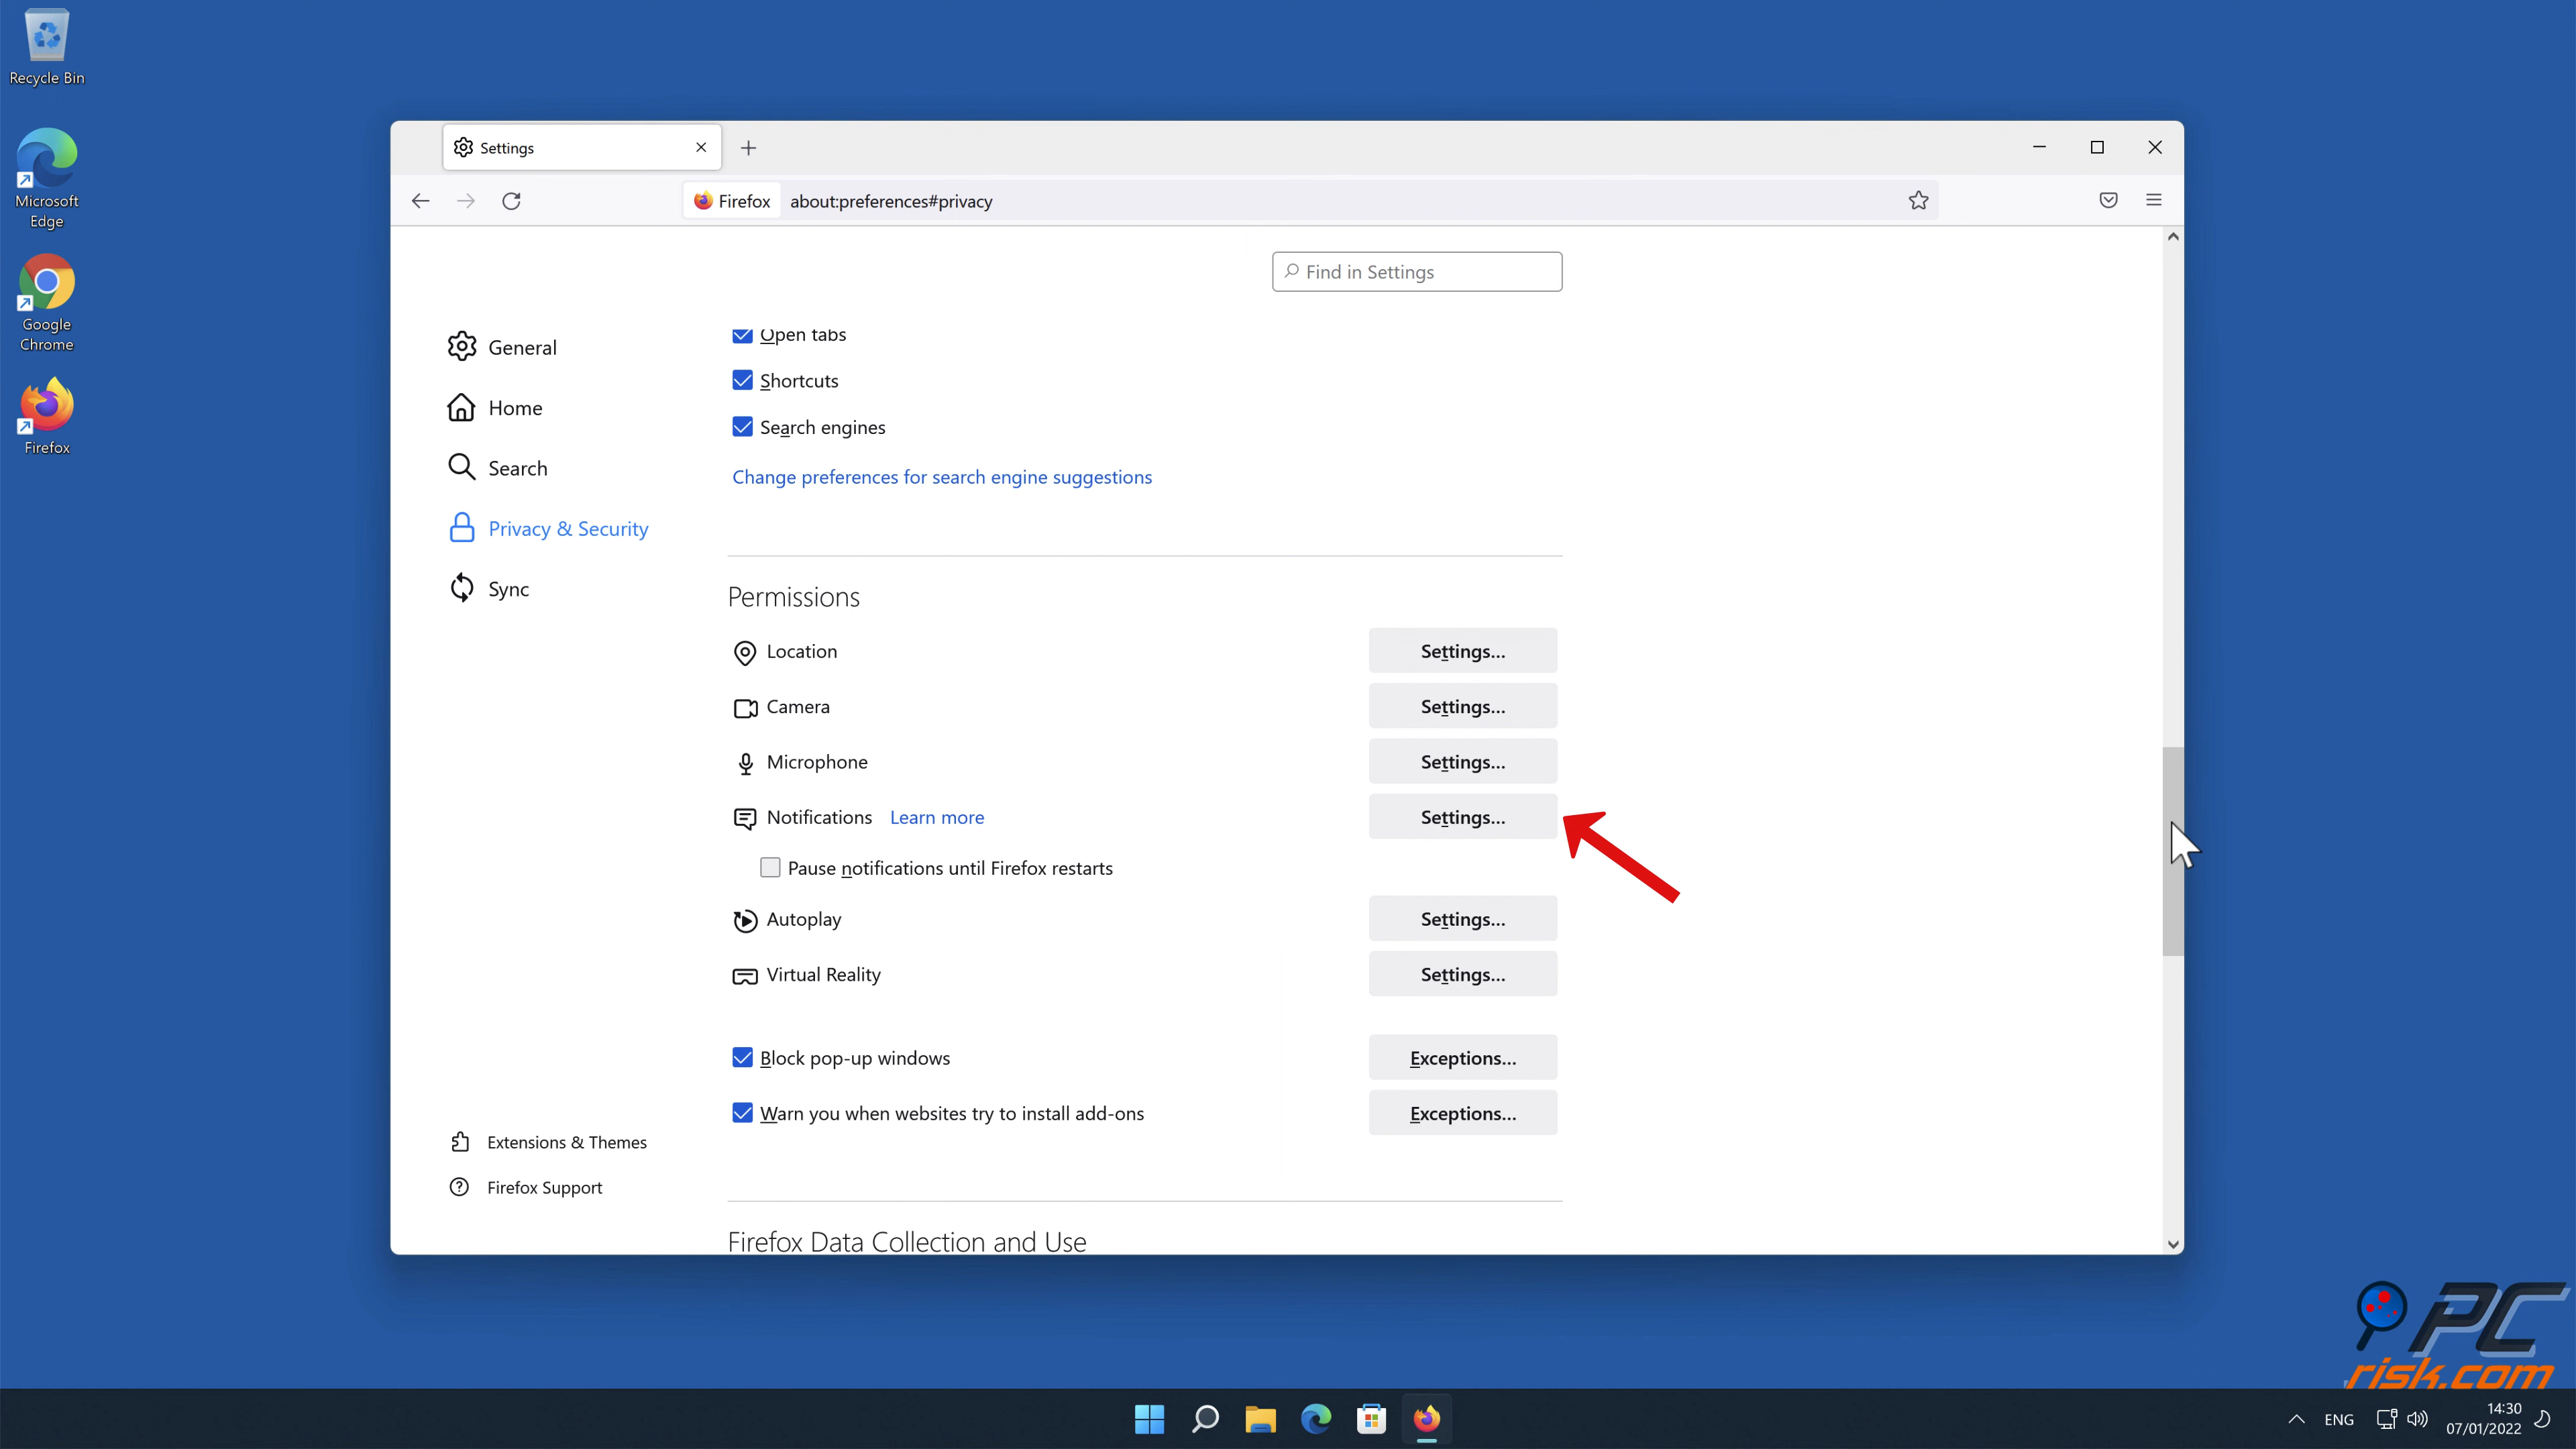 Recycle Bin
Microsoft
Edge
Google
Chrome
Firefox
Settings
Firefox about:preferences#privacy
Find in Settings
General
Home
Search
Privacy & Security
Sync
Extensions & Themes
Firefox Support
Open tabs
Shortcuts
Search engines
Change preferences for search engine suggestions
Permissions
Location Settings...
Camera Settings...
Microphone Settings...
Notifications Learn more Settings...
Pause notifications until Firefox restarts
Autoplay Settings...
Virtual Reality Settings...
Block pop-up windows Exceptions...
Warn you when websites try to install add-ons Exceptions...
Firefox Data Collection and Use
PC
risk.com
ENG
14:30
07/01/2022